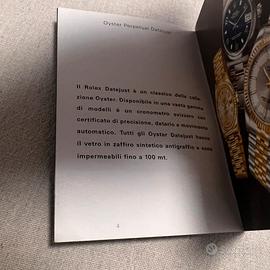 Oyster Perpetual Datejust
Il Rolex Datejust è un classico della colle-
zione Oyster. Disponibile in una vasta gamma
di modelli è un cronometro svizzero con
certificato di precisione, datario e movimento
automatico. Tutti gli Oyster Datejust hanno
il vetro in zaffiro sintetico antigraffio e sono
impermeabili fino a 100 mt.
4